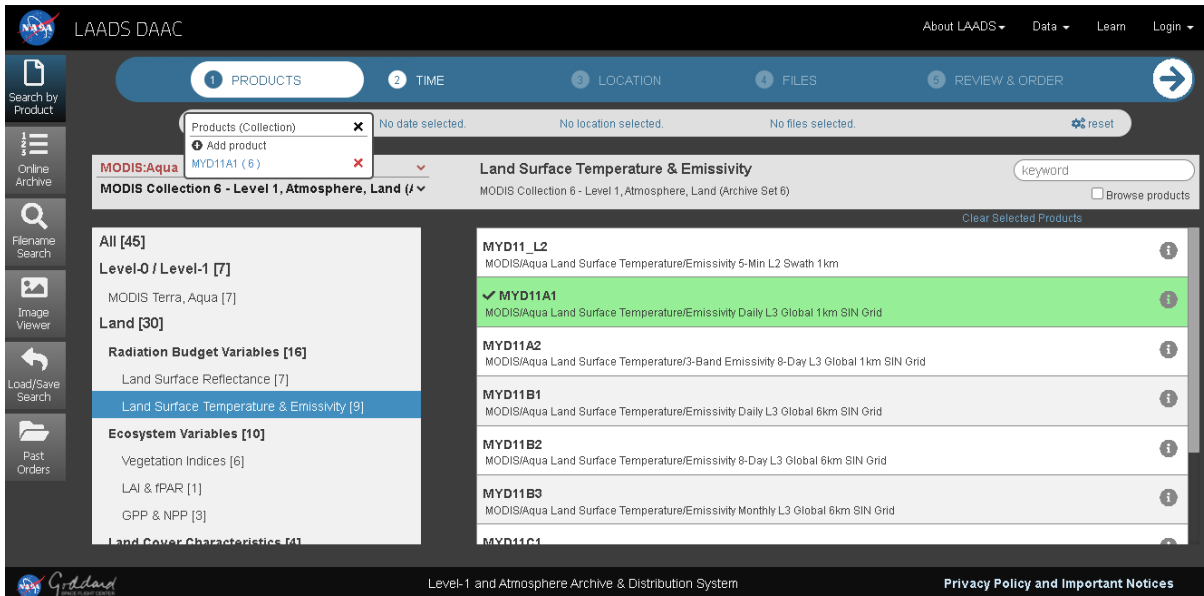 NASA
LAADS DAAC
About LAADS
Data
Learn
Login
Search by
Product
Online
Archive
Filename
Search
Image
Viewer
Load/Save
Search
Past
Orders
1 PRODUCTS
2 TIME
3 LOCATION
4 FILES
5 REVIEW & ORDER
Products (Collection)
Add product
MYD11A1 ( 6 )
No date selected.
No location selected.
No files selected.
reset
MODIS:Aqua
MODIS Collection 6 - Level 1, Atmosphere, Land (
Land Surface Temperature & Emissivity
MODIS Collection 6 - Level 1, Atmosphere, Land (Archive Set 6)
keyword
Browse products
Clear Selected Products
All [45]
Level-0 / Level-1 [7]
MODIS Terra, Aqua [7]
Land [30]
Radiation Budget Variables [16]
Land Surface Reflectance [7]
Land Surface Temperature & Emissivity [9]
Ecosystem Variables [10]
Vegetation Indices [6]
LAI & fPAR [1]
GPP & NPP [3]
Land Cover Characteristics [4]
MYD11_L2
MODIS/Aqua Land Surface Temperature/Emissivity 5-Min L2 Swath 1km
MYD11A1
MODIS/Aqua Land Surface Temperature/Emissivity Daily L3 Global 1km SIN Grid
MYD11A2
MODIS/Aqua Land Surface Temperature/3-Band Emissivity 8-Day L3 Global 1km SIN Grid
MYD11B1
MODIS/Aqua Land Surface Temperature/Emissivity Daily L3 Global 6km SIN Grid
MYD11B2
MODIS/Aqua Land Surface Temperature/Emissivity 8-Day L3 Global 6km SIN Grid
MYD11B3
MODIS/Aqua Land Surface Temperature/Emissivity Monthly L3 Global 6km SIN Grid
MYD11C1
NASA
Goddard
SPACE FLIGHT CENTER
Level-1 and Atmosphere Archive & Distribution System
Privacy Policy and Important Notices